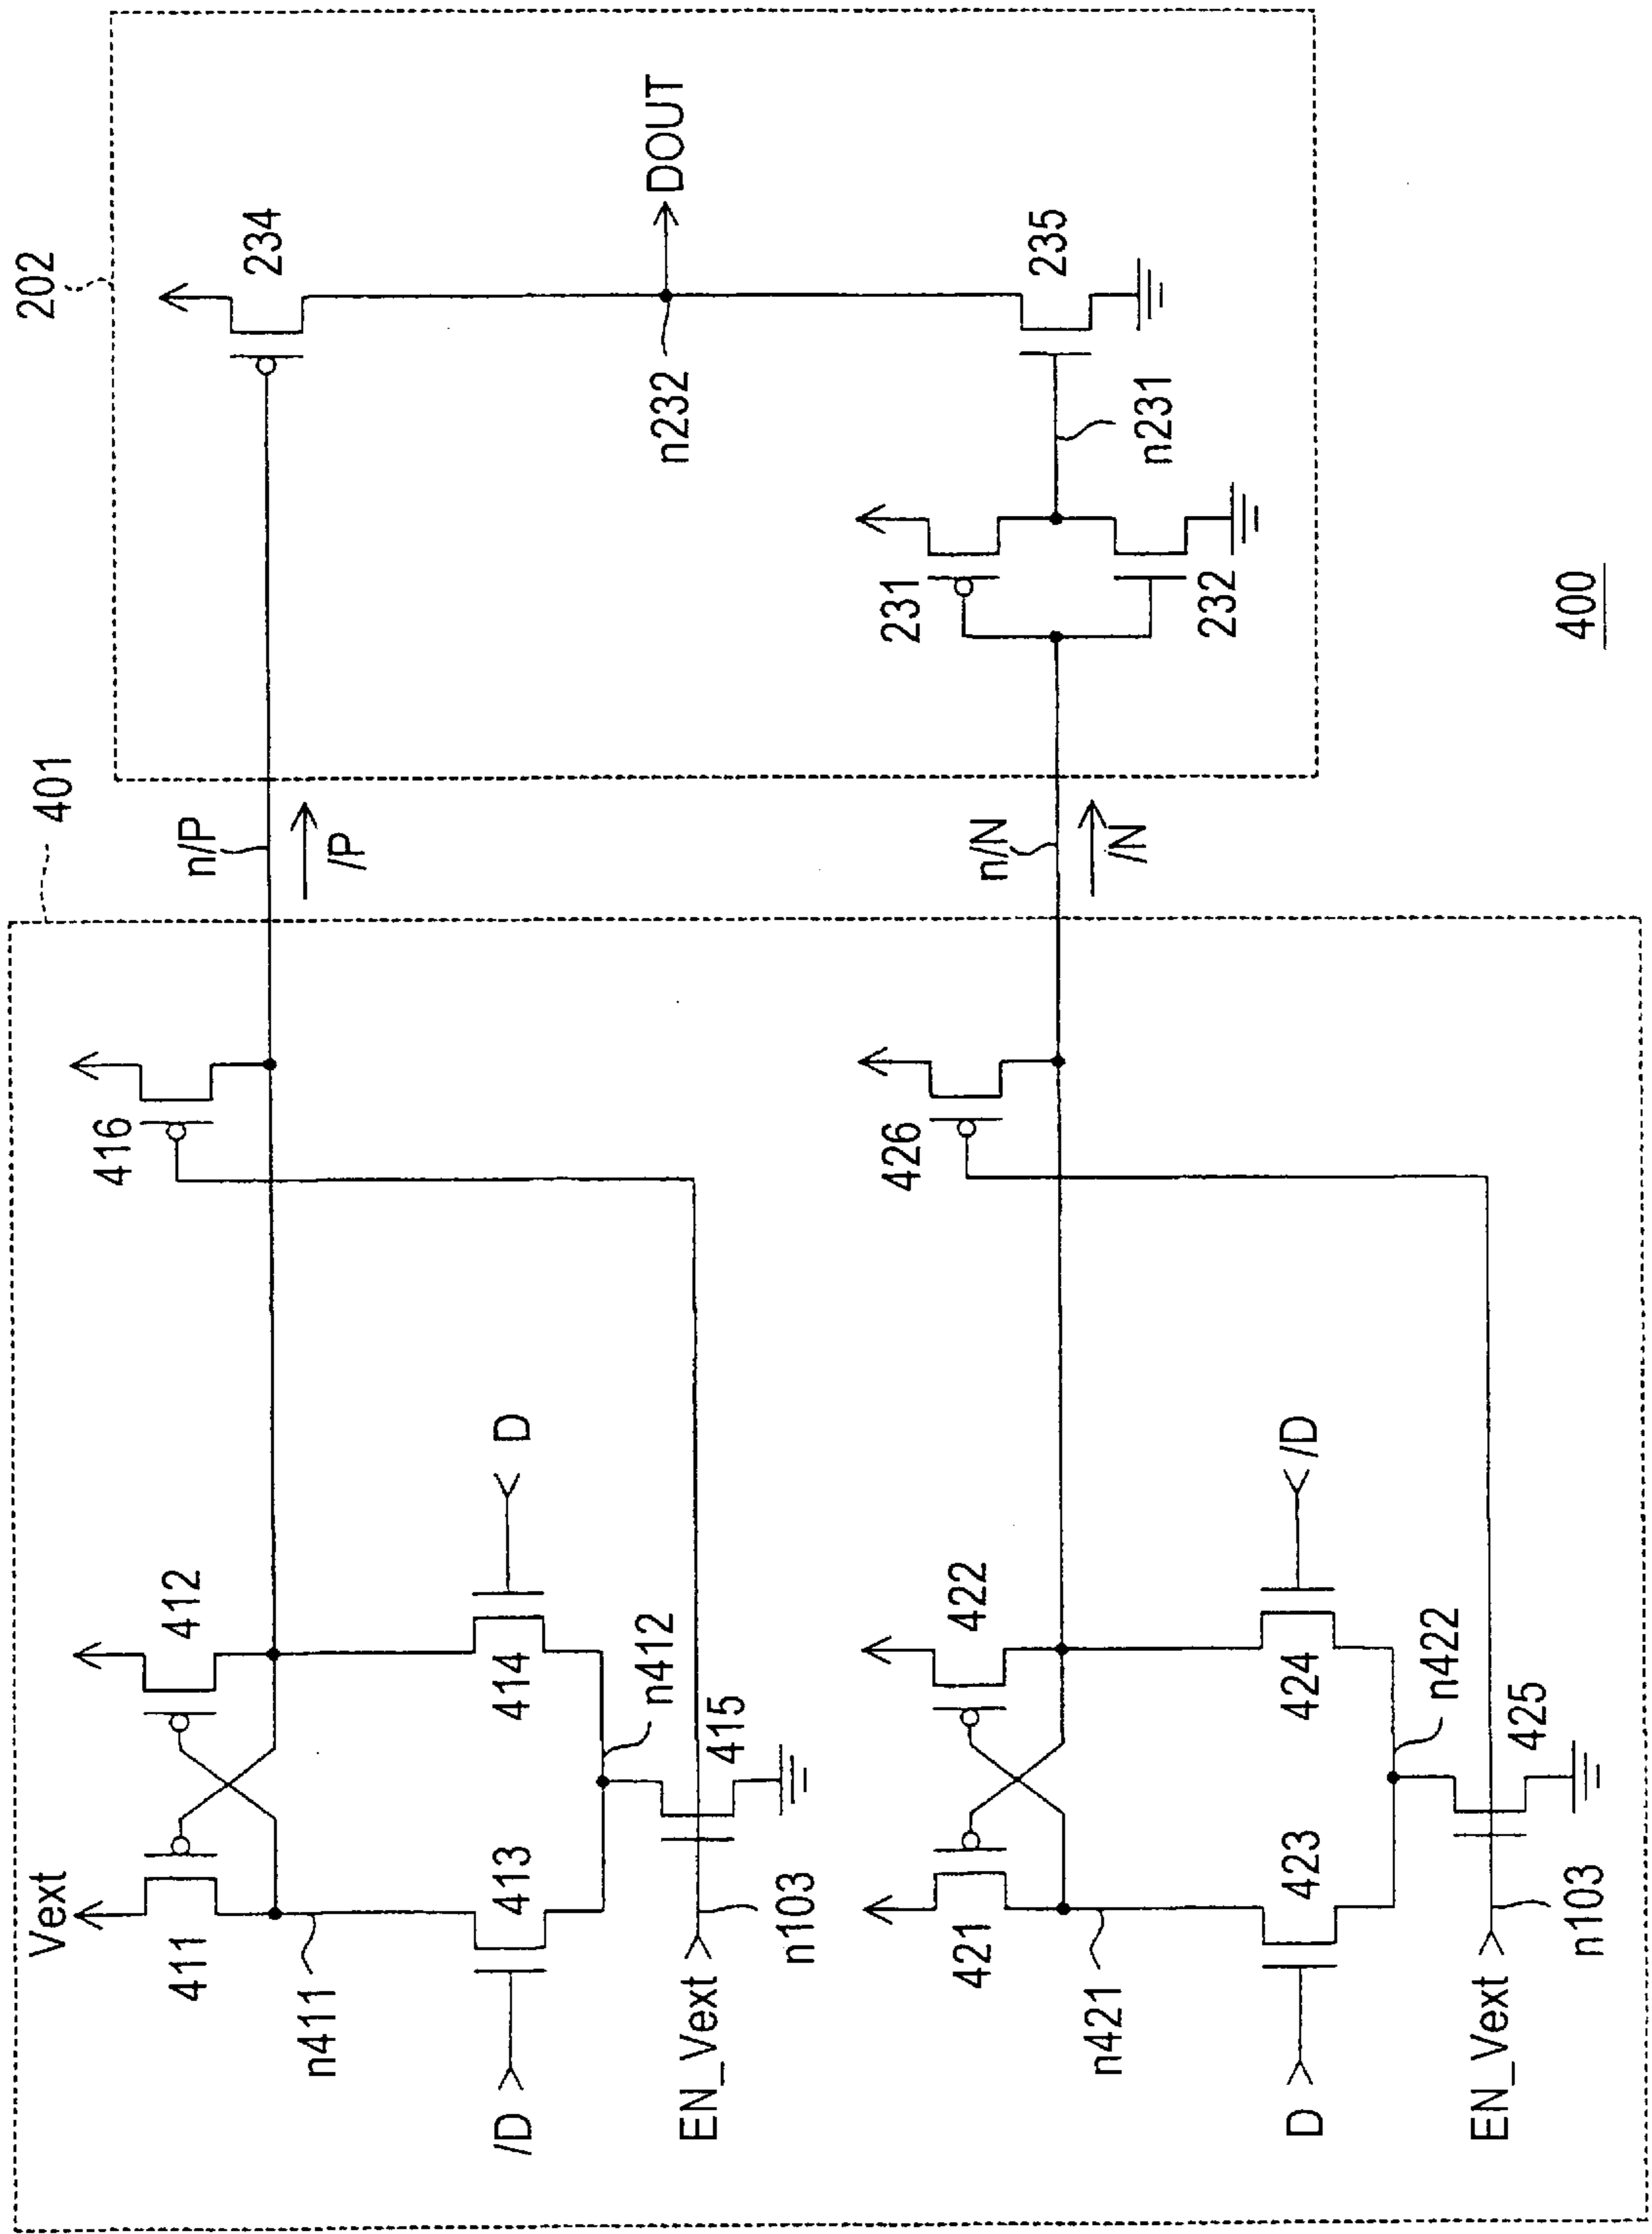 202
401
Vext
411
412
416
n/P
/P
234
n411
413
414
D
/D
n412
n232
DOUT
EN_Vext
n103
415
421
422
426
n/N
/N
231
232
n231
235
n421
423
424
/D
D
n422
EN_Vext
n103
425
400